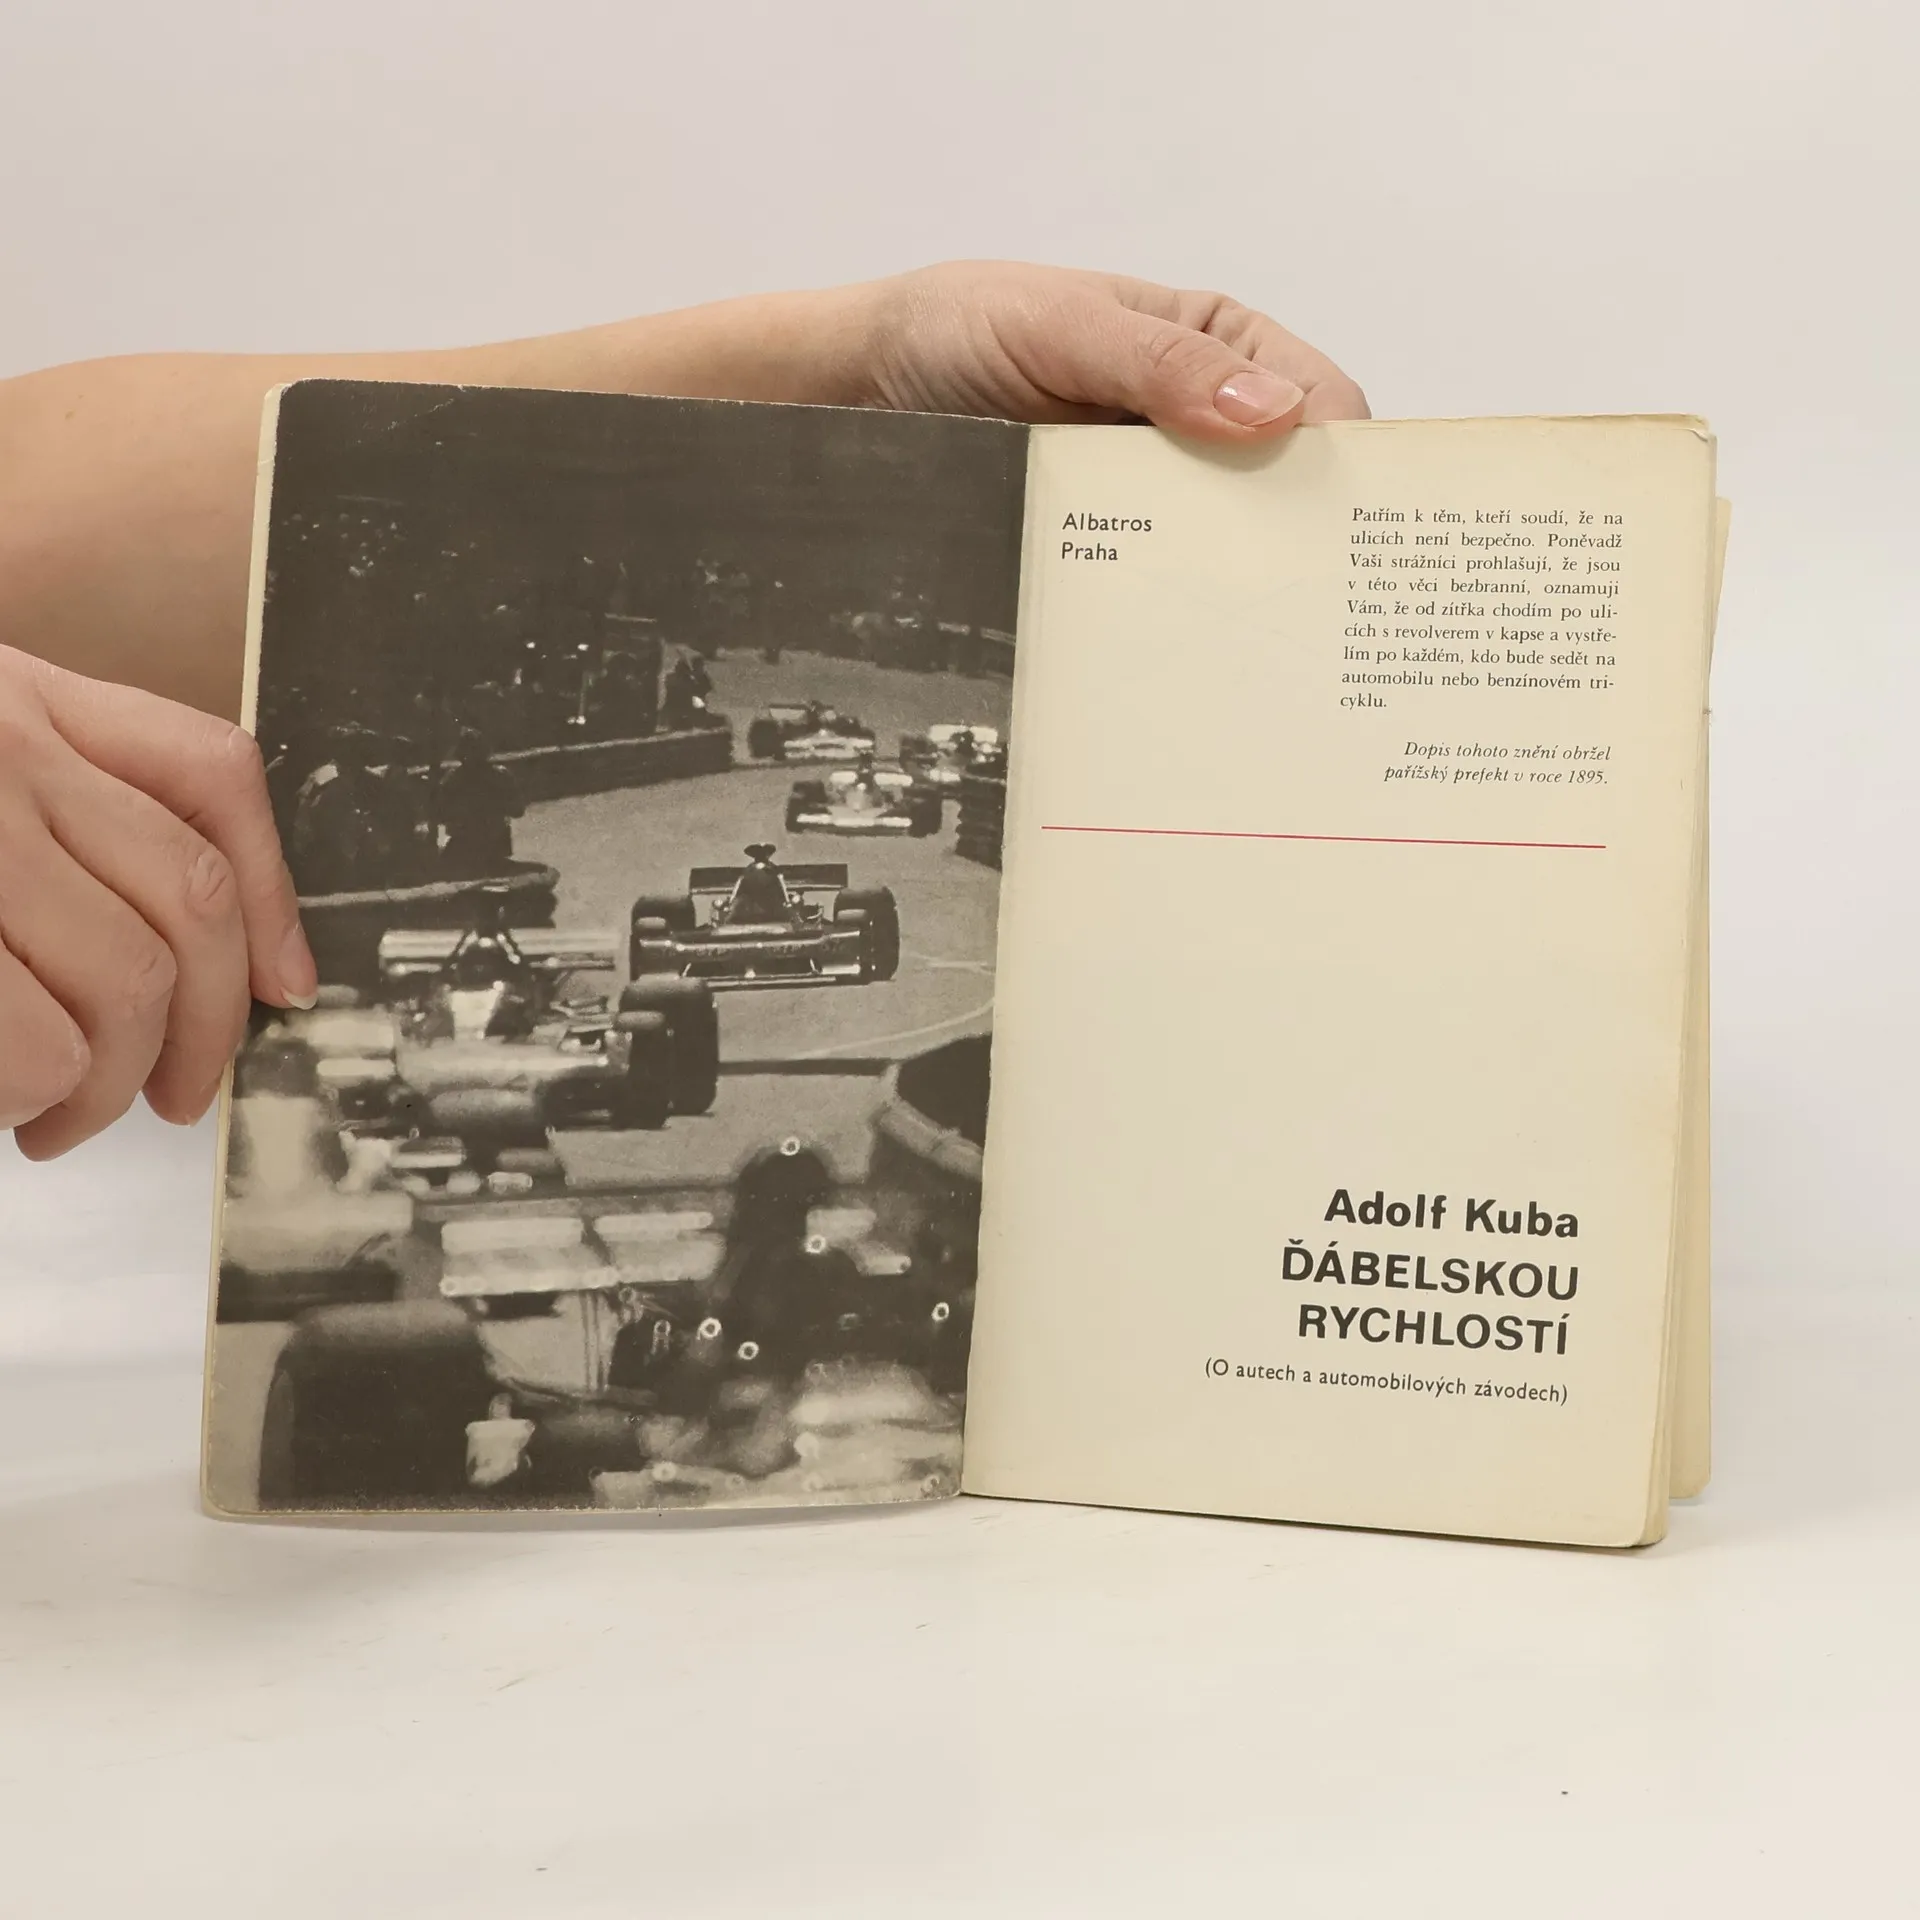 Albatros
Praha
Patřím k těm, kteří soudí, že na
ulicích není bezpečno. Poněvadž
Vaši strážníci prohlašují, že jsou
v této věci bezbranní, oznamuji
Vám, že od zítřka chodím po uli-
cích s revolverem v kapse a vystře-
lím po každém, kdo bude sedět na
automobilu nebo benzínovém tri-
cyklu.
Dopis tohoto znění obržel
pařížský prefekt v roce 1895.
Adolf Kuba
ĎÁBELSKOU
RYCHLOSTÍ
(O autech a automobilových závodech)